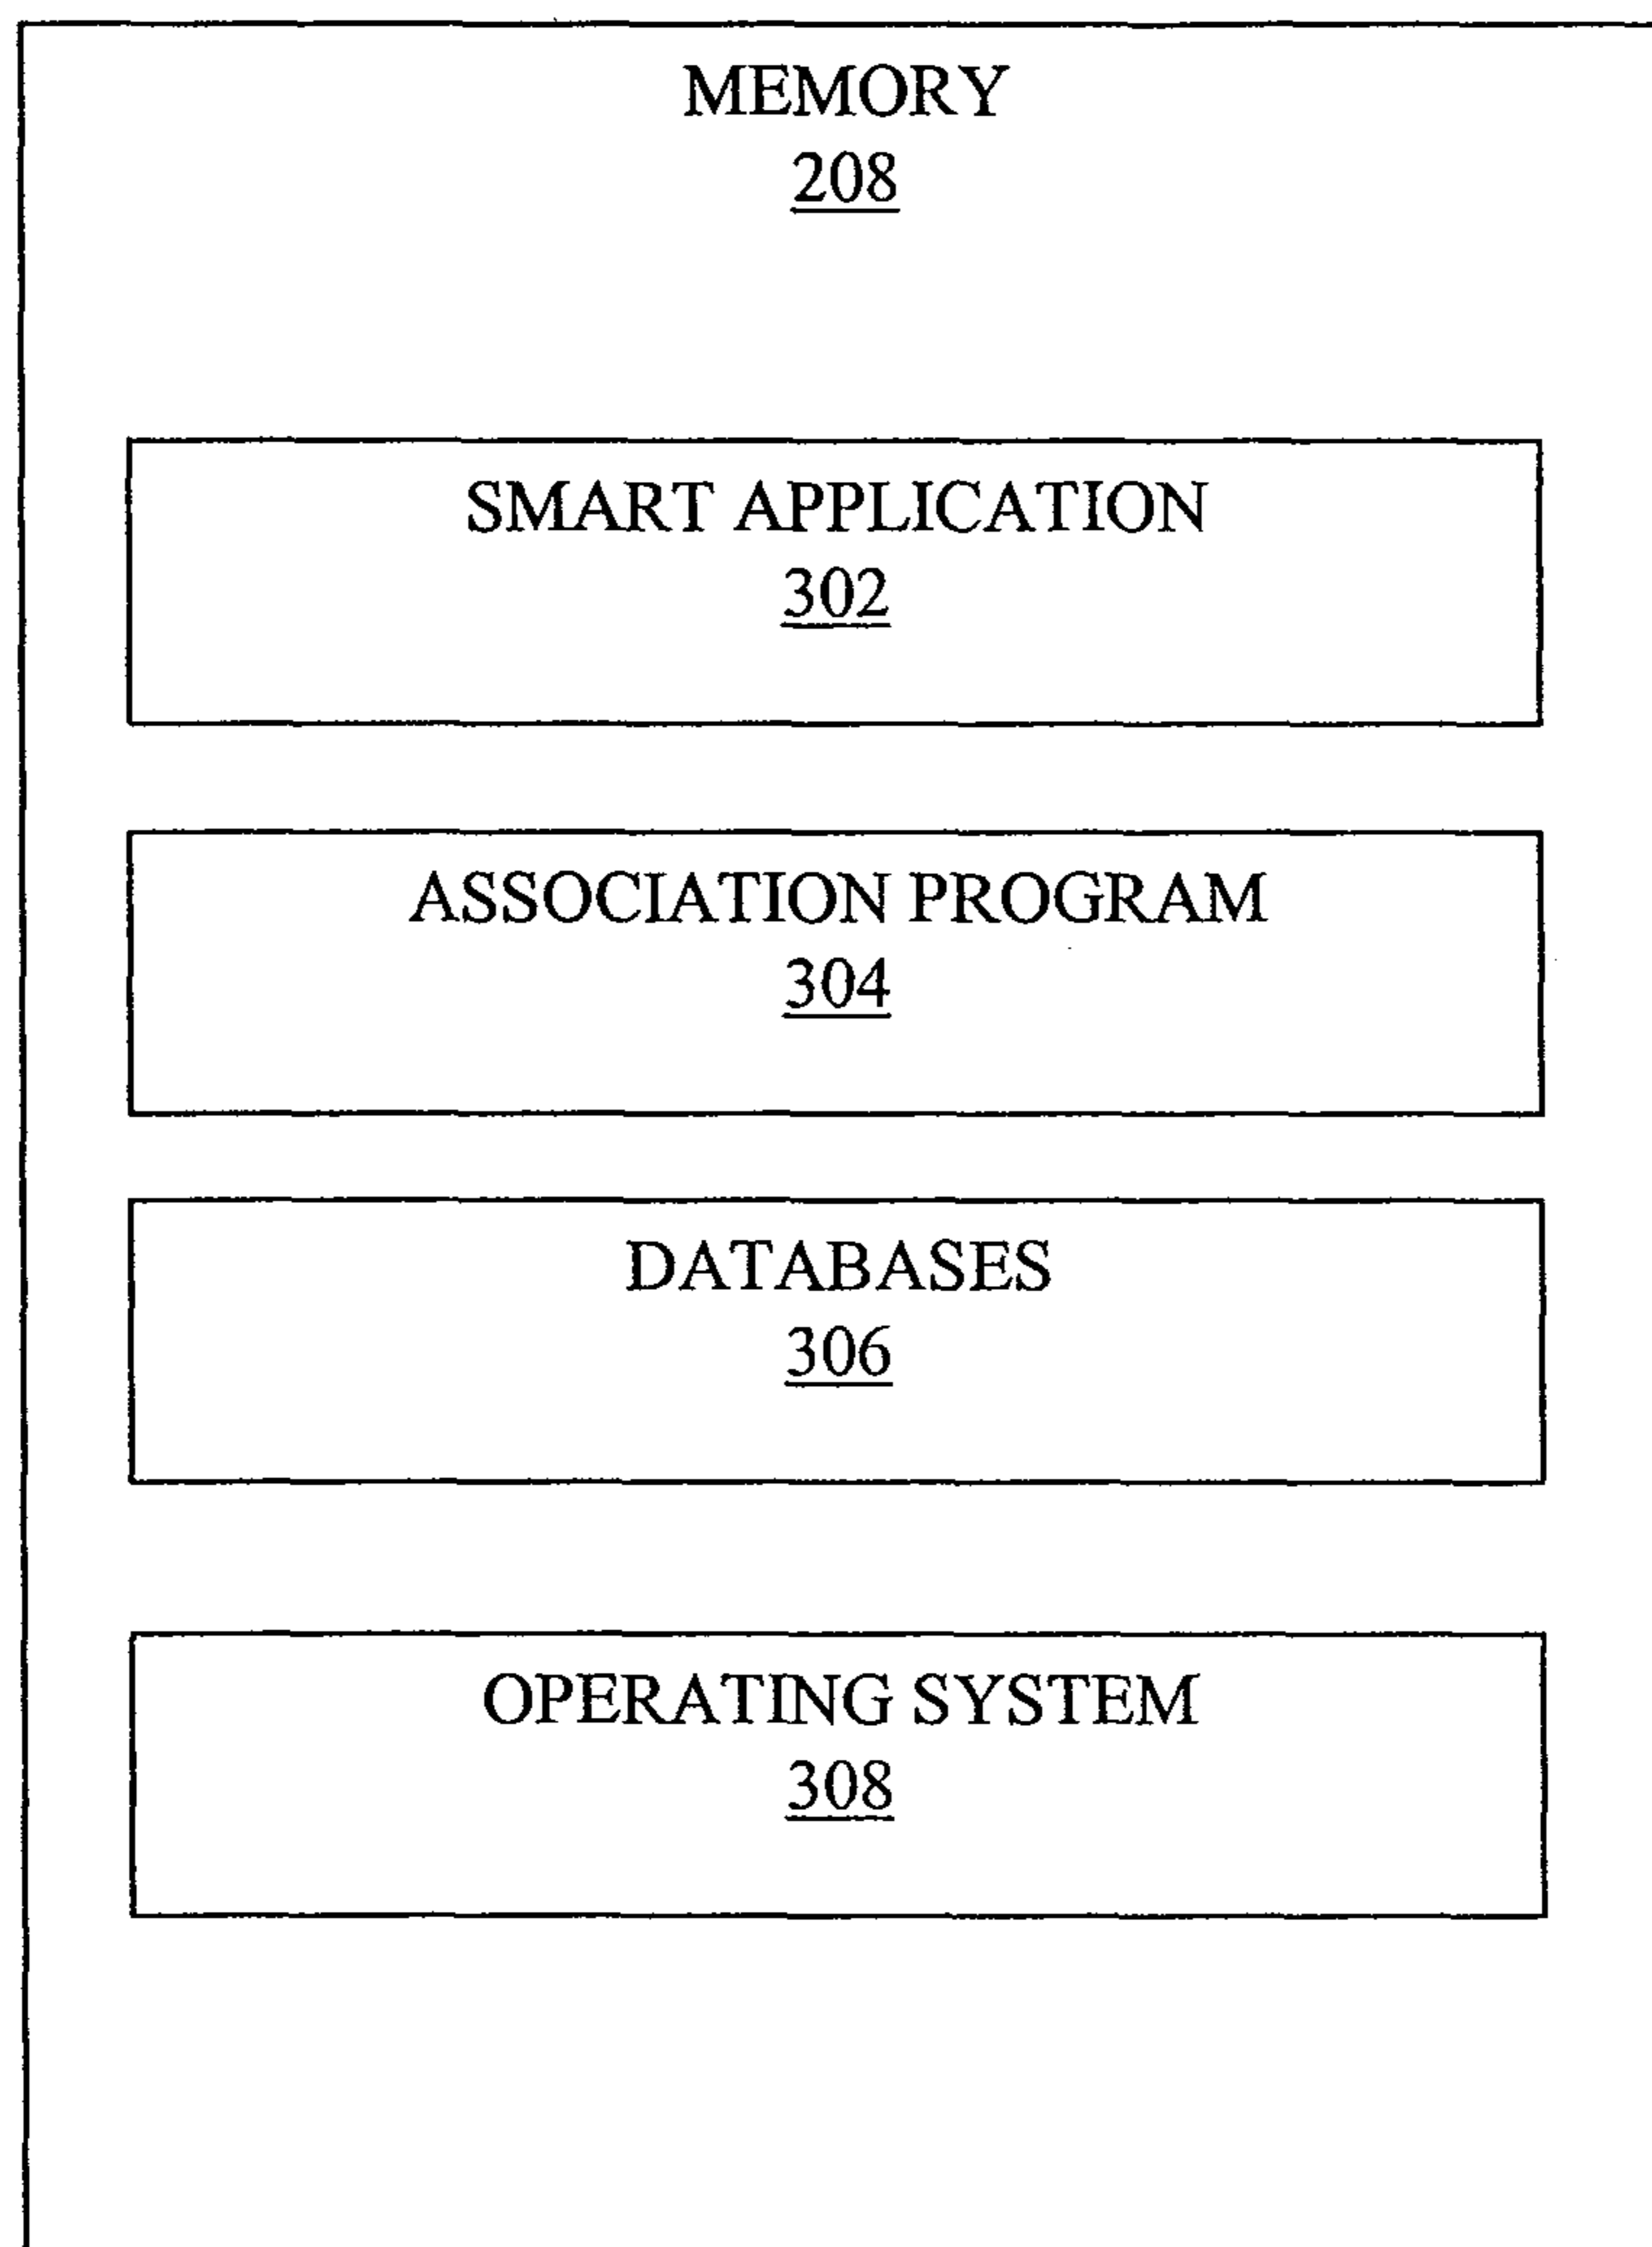 MEMORY
208
SMART APPLICATION
302
ASSOCIATION PROGRAM
304
DATABASES
306
OPERATING SYSTEM
308